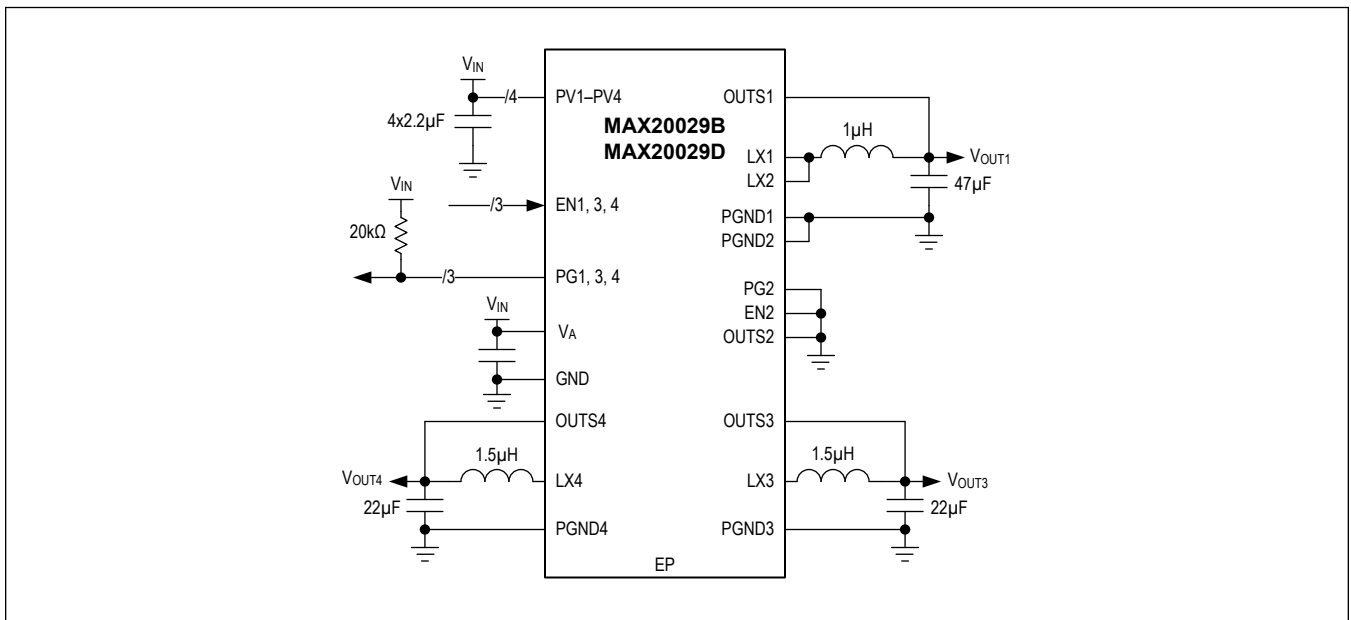 VIN
/4
PV1–PV4
4x2.2µF
MAX20029B
MAX20029D
OUTS1
1µH
LX1
LX2
VOUT1
47µF
PGND1
PGND2
VIN
/3
EN1, 3, 4
20kΩ
/3
PG1, 3, 4
PG2
EN2
OUTS2
VIN
VA
GND
OUTS4
1.5µH
VOUT4
LX4
22µF
PGND4
OUTS3
1.5µH
LX3
VOUT3
22µF
PGND3
EP